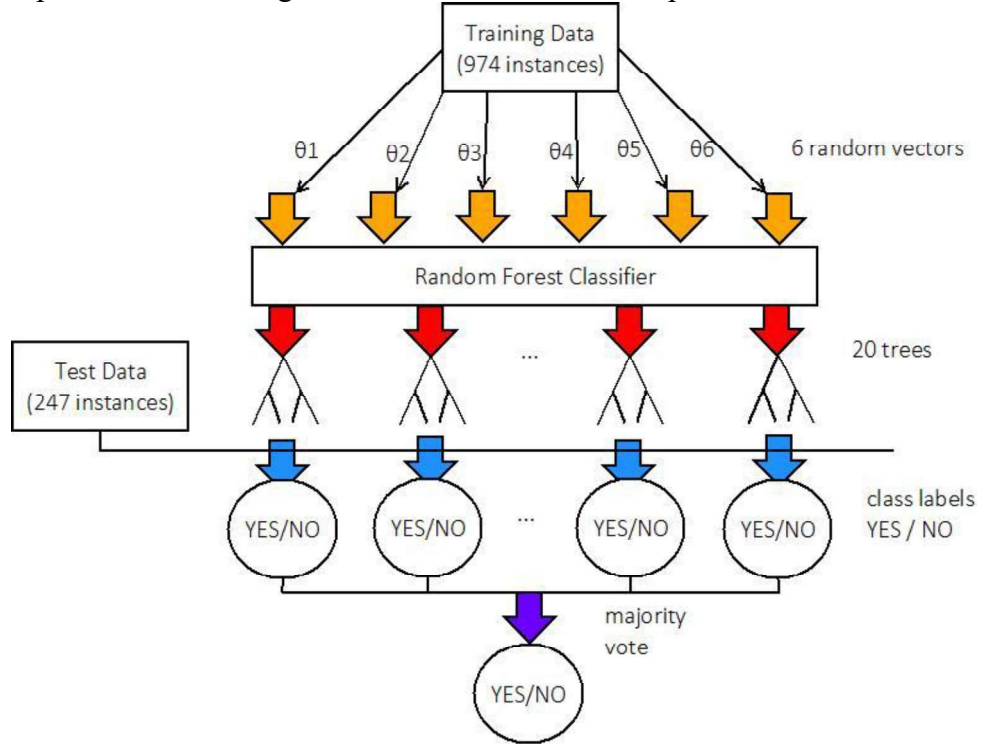 Training Data
(974 instances)
θ1
θ2
θ3
θ4
θ5
θ6
6 random vectors
Random Forest Classifier
...
20 trees
Test Data
(247 instances)
YES/NO
YES/NO
...
YES/NO
YES/NO
class labels
YES / NO
majority
vote
YES/NO